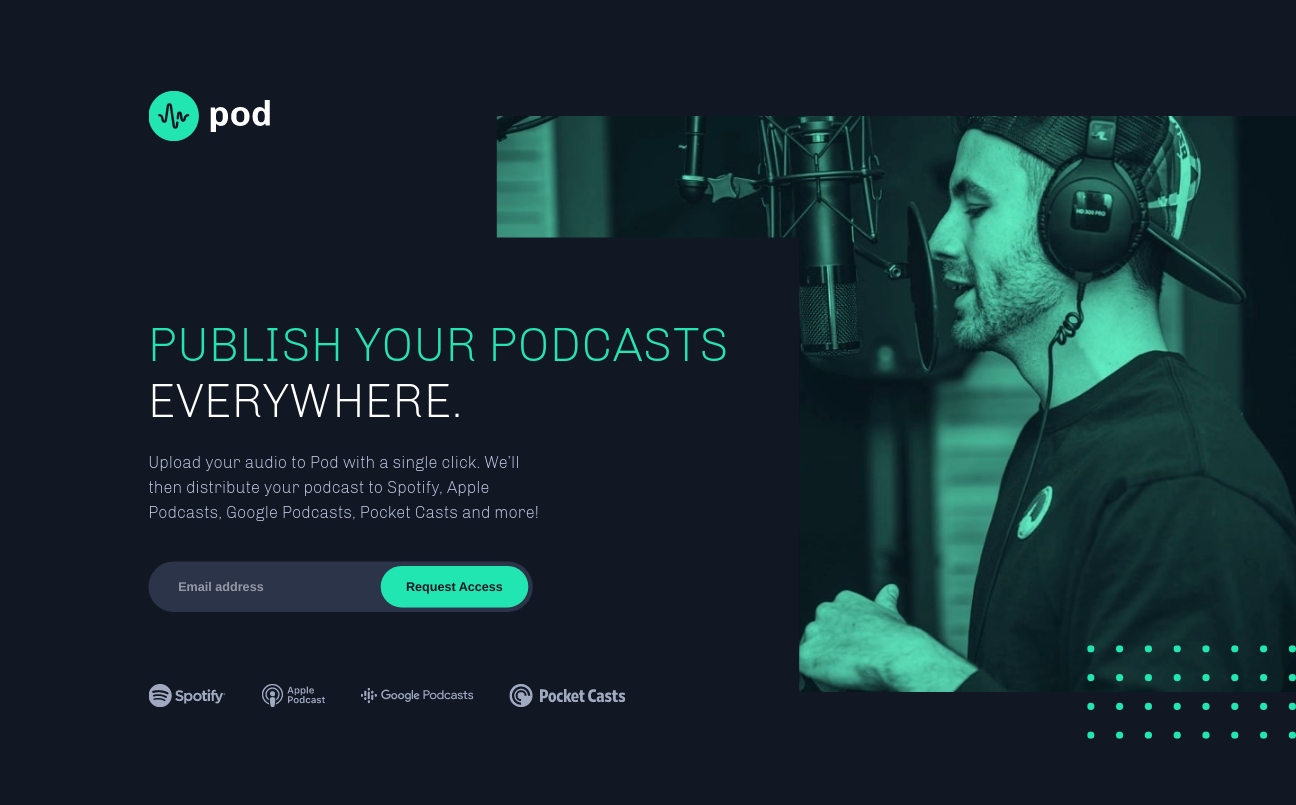 pod
HD 300 PRO
PUBLISH YOUR PODCASTS
EVERYWHERE.
Upload your audio to Pod with a single click. We’ll
then distribute your podcast to Spotify, Apple
Podcasts, Google Podcasts, Pocket Casts and more!
Email address
Request Access
Spotify
Apple
Podcast
Google Podcasts
Pocket Casts